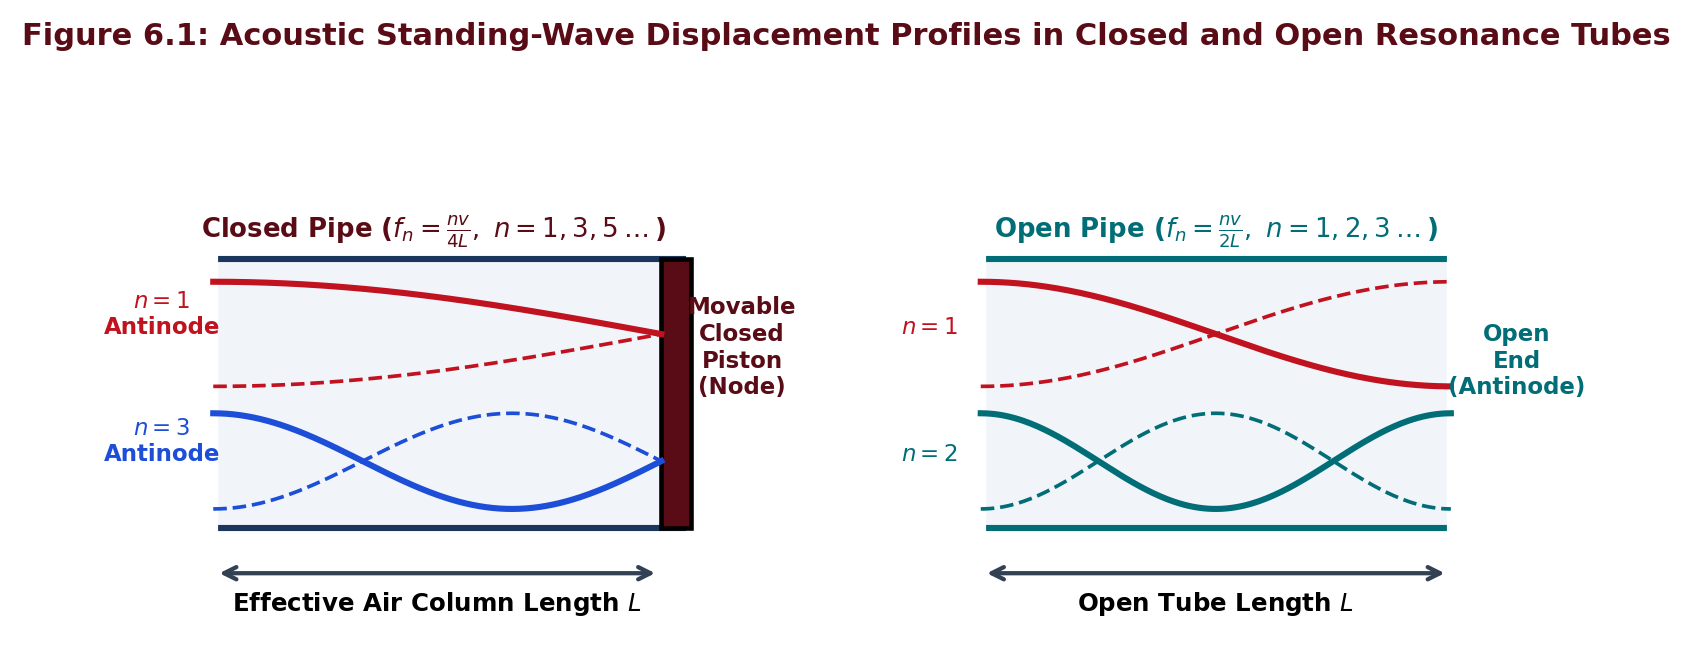 Figure 6.1: Acoustic Standing-Wave Displacement Profiles in Closed and Open Resonance Tubes
Closed Pipe (fₙ = nv/4L, n = 1, 3, 5 … )
n = 1
Antinode
n = 3
Antinode
Movable
Closed
Piston
(Node)
Effective Air Column Length L
Open Pipe (fₙ = nv/2L, n = 1, 2, 3 … )
n = 1
n = 2
Open
End
(Antinode)
Open Tube Length L